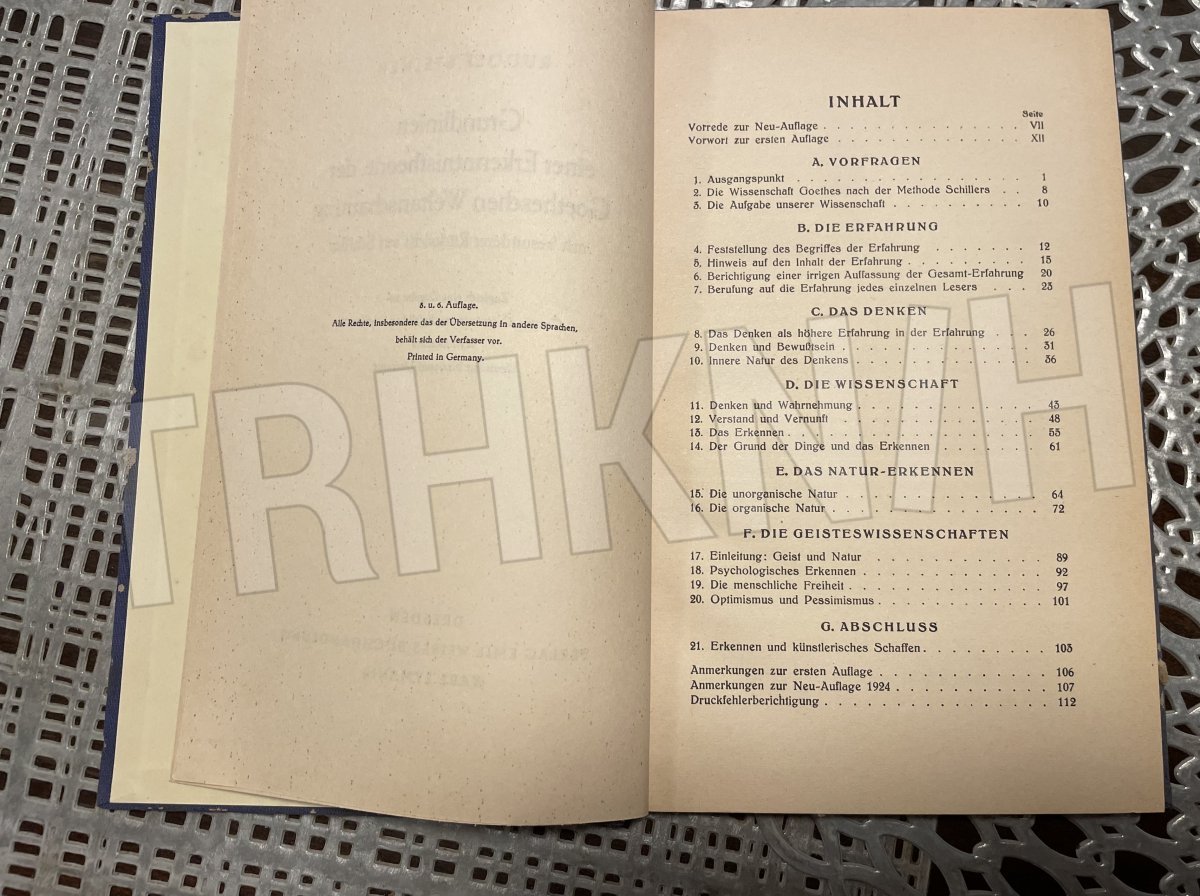 5. u. 6. Auflage.
Alle Rechte, insbesondere das der Übersetzung in andere Sprachen,
behält sich der Verfasser vor.
Printed in Germany.
INHALT
Seite
Vorrede zur Neu-Auflage . . . . . . . . . . . . . . . VII
Vorwort zur ersten Auflage . . . . . . . . . . . . . . XII
A. VORFRAGEN
1. Ausgangspunkt . . . . . . . . . . . . . . . . . 1
2. Die Wissenschaft Goethes nach der Methode Schillers . . 8
3. Die Aufgabe unserer Wissenschaft . . . . . . . . . . 10
B. DIE ERFAHRUNG
4. Feststellung des Begriffes der Erfahrung . . . . . . . 12
5. Hinweis auf den Inhalt der Erfahrung . . . . . . . . . 15
6. Berichtigung einer irrigen Auffassung der Gesamt-Erfahrung 20
7. Berufung auf die Erfahrung jedes einzelnen Lesers . . . 23
C. DAS DENKEN
8. Das Denken als höhere Erfahrung in der Erfahrung . . . 26
9. Denken und Bewußtsein . . . . . . . . . . . . . . 31
10. Innere Natur des Denkens . . . . . . . . . . . . . 36
D. DIE WISSENSCHAFT
11. Denken und Wahrnehmung . . . . . . . . . . . . . 43
12. Verstand und Vernunft . . . . . . . . . . . . . . 48
13. Das Erkennen . . . . . . . . . . . . . . . . . . 53
14. Der Grund der Dinge und das Erkennen . . . . . . . 61
E. DAS NATUR-ERKENNEN
15. Die unorganische Natur . . . . . . . . . . . . . . 64
16. Die organische Natur . . . . . . . . . . . . . . . 72
F. DIE GEISTESWISSENSCHAFTEN
17. Einleitung: Geist und Natur . . . . . . . . . . . . 89
18. Psychologisches Erkennen . . . . . . . . . . . . . 92
19. Die menschliche Freiheit . . . . . . . . . . . . . . 97
20. Optimismus und Pessimismus . . . . . . . . . . . . 101
G. ABSCHLUSS
21. Erkennen und künstlerisches Schaffen . . . . . . . . . 103
Anmerkungen zur ersten Auflage . . . . . . . . . . . . 106
Anmerkungen zur Neu-Auflage 1924 . . . . . . . . . . . 107
Druckfehlerberichtigung . . . . . . . . . . . . . . . . 112
TRHKN/H